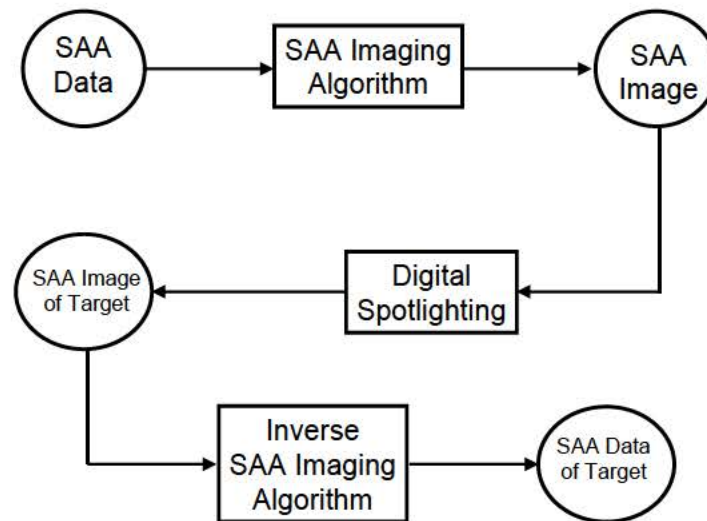 SAA
Data
SAA Imaging
Algorithm
SAA
Image
Digital
Spotlighting
SAA Image
of Target
Inverse
SAA Imaging
Algorithm
SAA Data
of Target